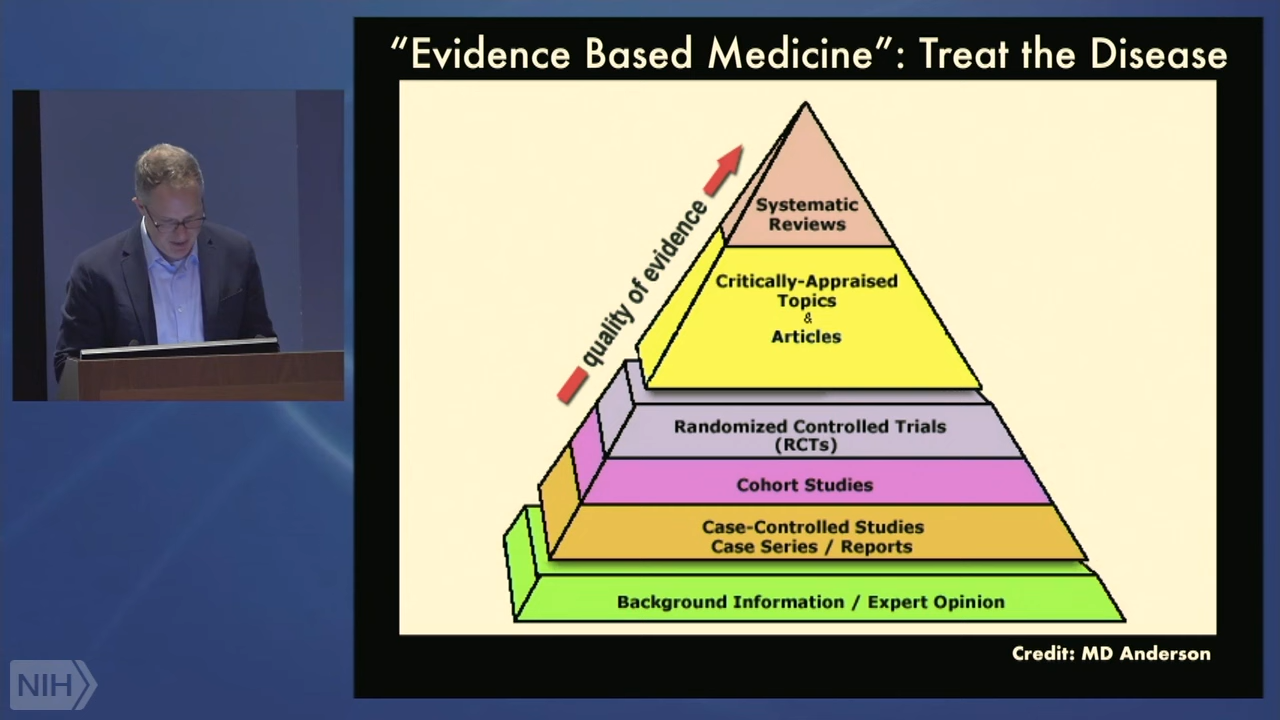 “Evidence Based Medicine”: Treat the Disease
quality of evidence
Systematic
Reviews
Critically-Appraised
Topics
&
Articles
Randomized Controlled Trials
(RCTs)
Cohort Studies
Case-Controlled Studies
Case Series / Reports
Background Information / Expert Opinion
Credit: MD Anderson
NIH